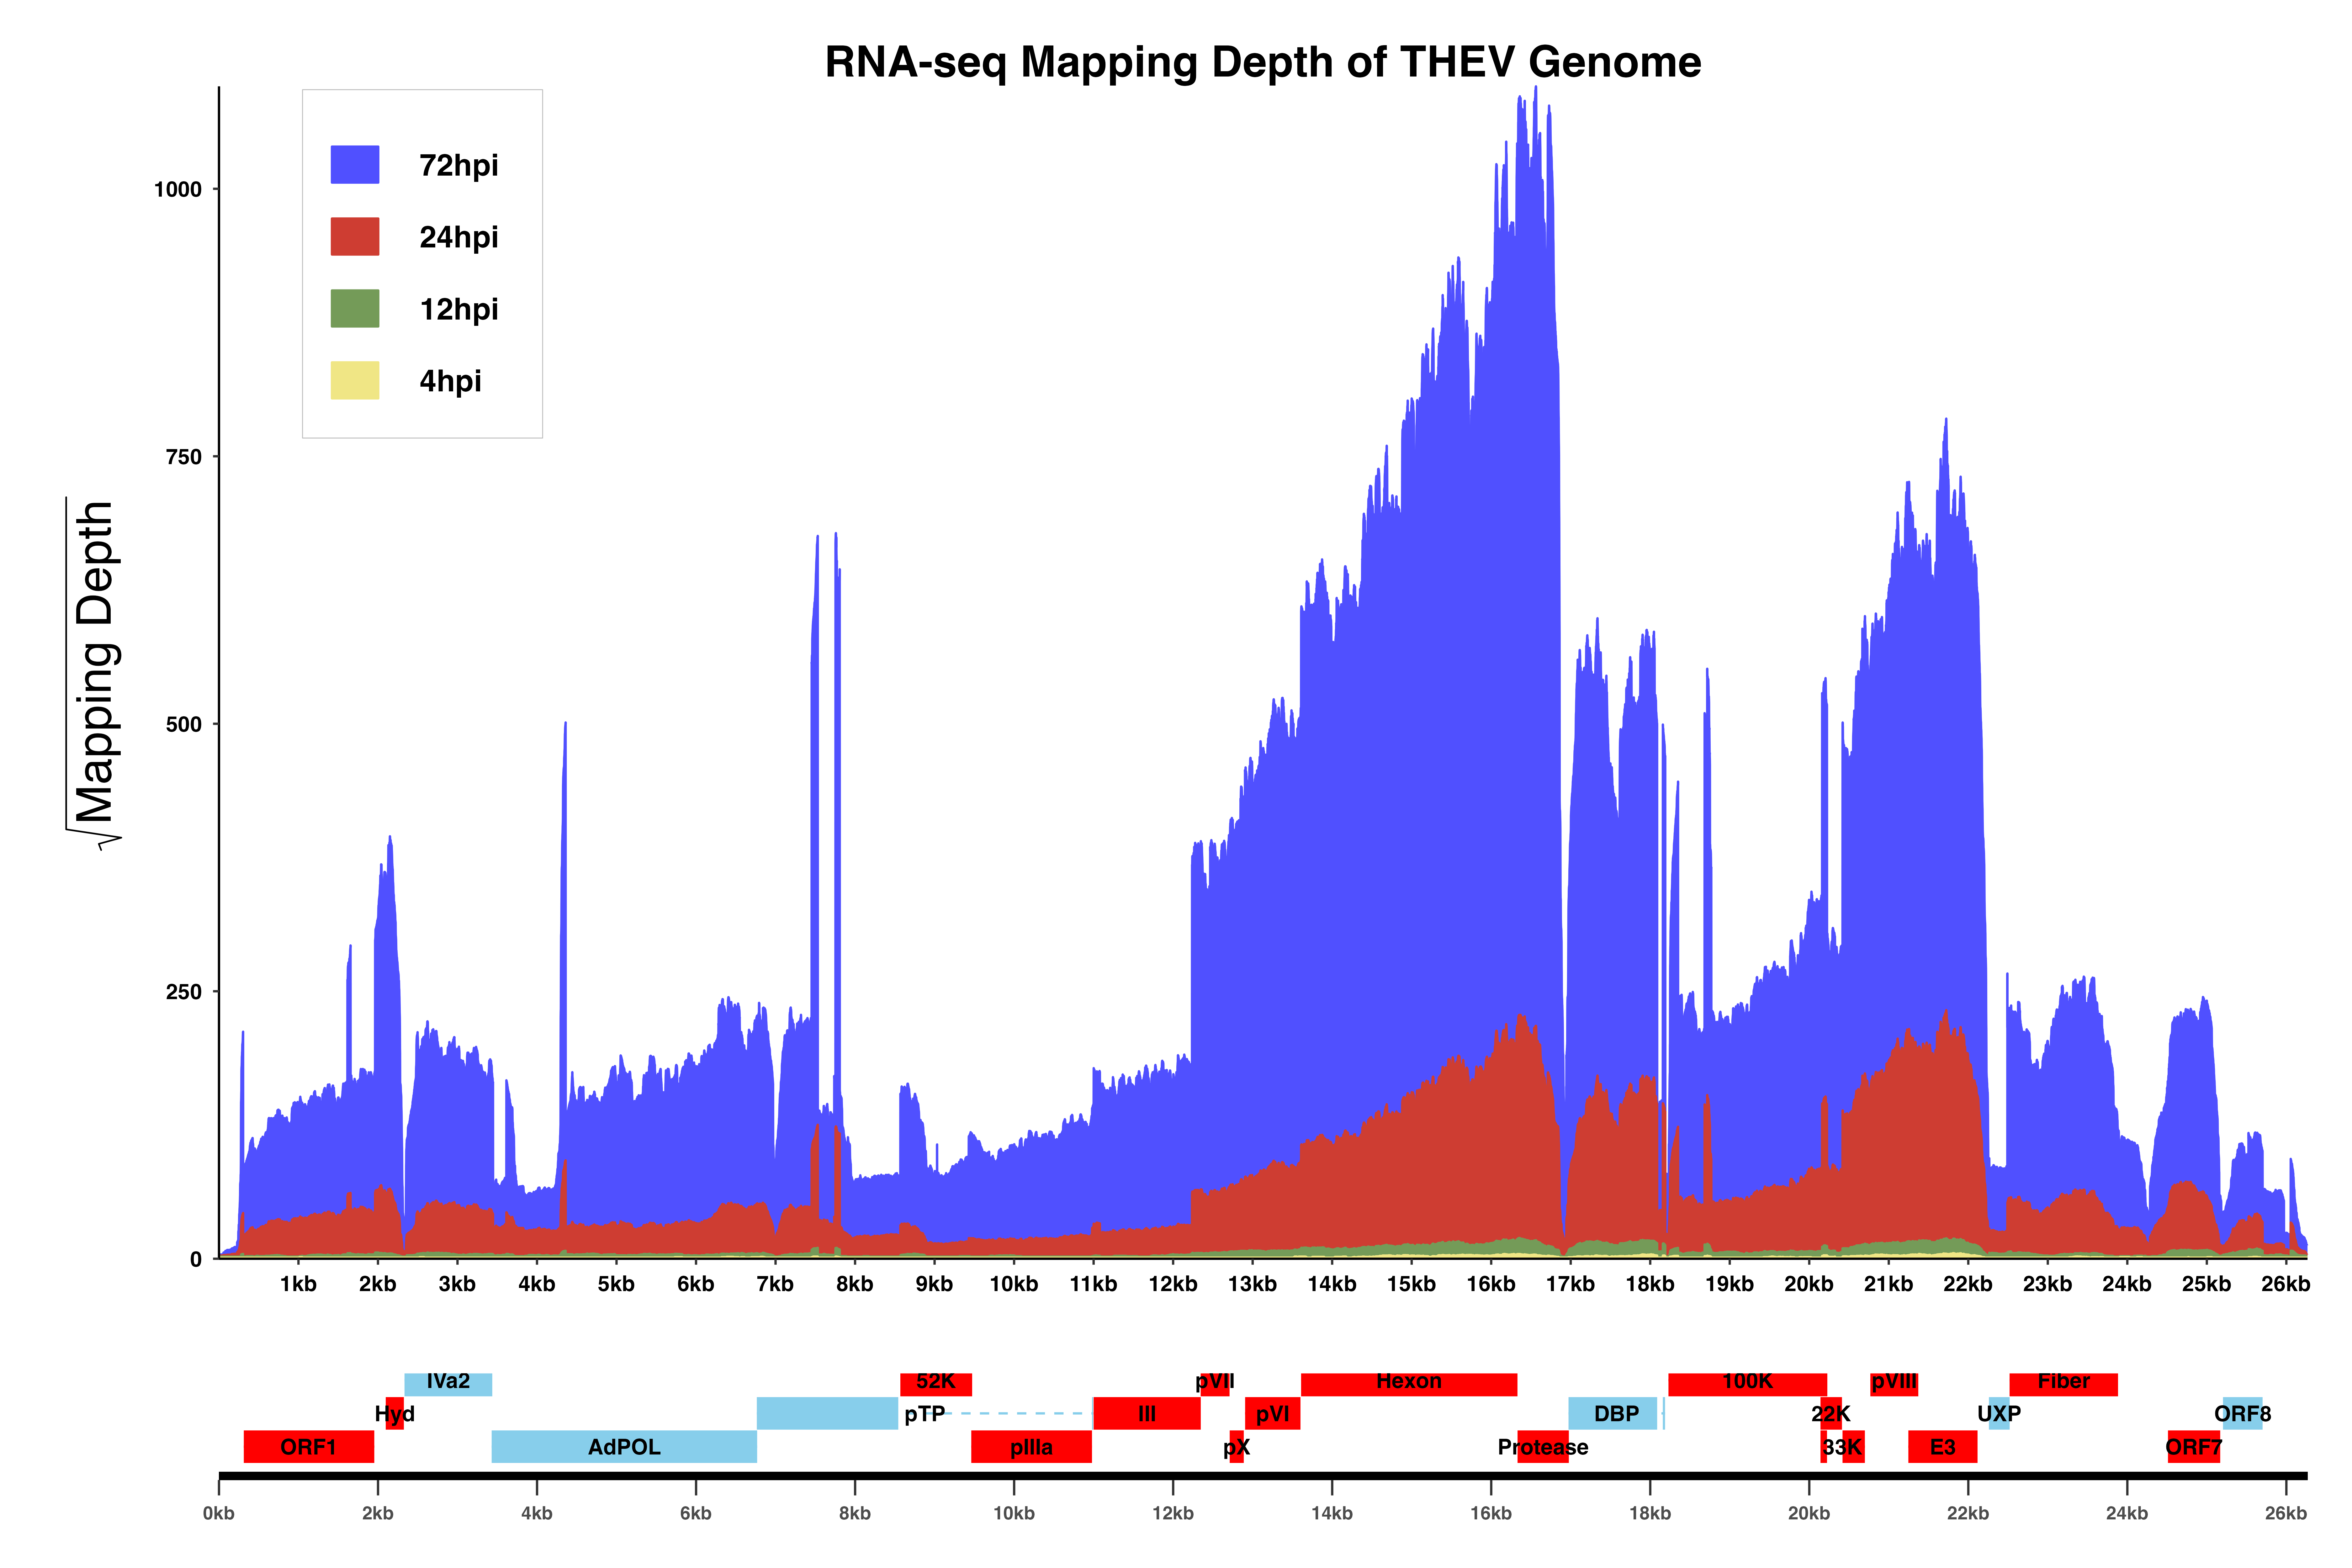 RNA-seq Mapping Depth of THEV Genome
72hpi
24hpi
12hpi
4hpi
√Mapping Depth
1000
750
500
250
0
1kb 2kb 3kb 4kb 5kb 6kb 7kb 8kb 9kb 10kb 11kb 12kb 13kb 14kb 15kb 16kb 17kb 18kb 19kb 20kb 21kb 22kb 23kb 24kb 25kb 26kb
IVa2 52K pVII Hexon 100K pVIII Fiber
Hyd pTP III pVI DBP 22K UXP ORF8
ORF1 AdPOL pIIIa pX Protease 33K E3 ORF7
0kb 2kb 4kb 6kb 8kb 10kb 12kb 14kb 16kb 18kb 20kb 22kb 24kb 26kb